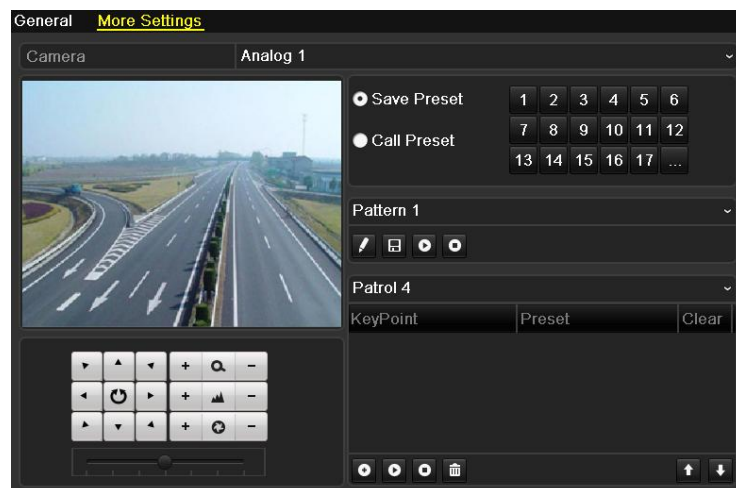 General More Settings
Camera Analog 1
Save Preset 1 2 3 4 5 6
Call Preset 7 8 9 10 11 12
13 14 15 16 17 ...
Pattern 1
Patrol 4
KeyPoint Preset Clear